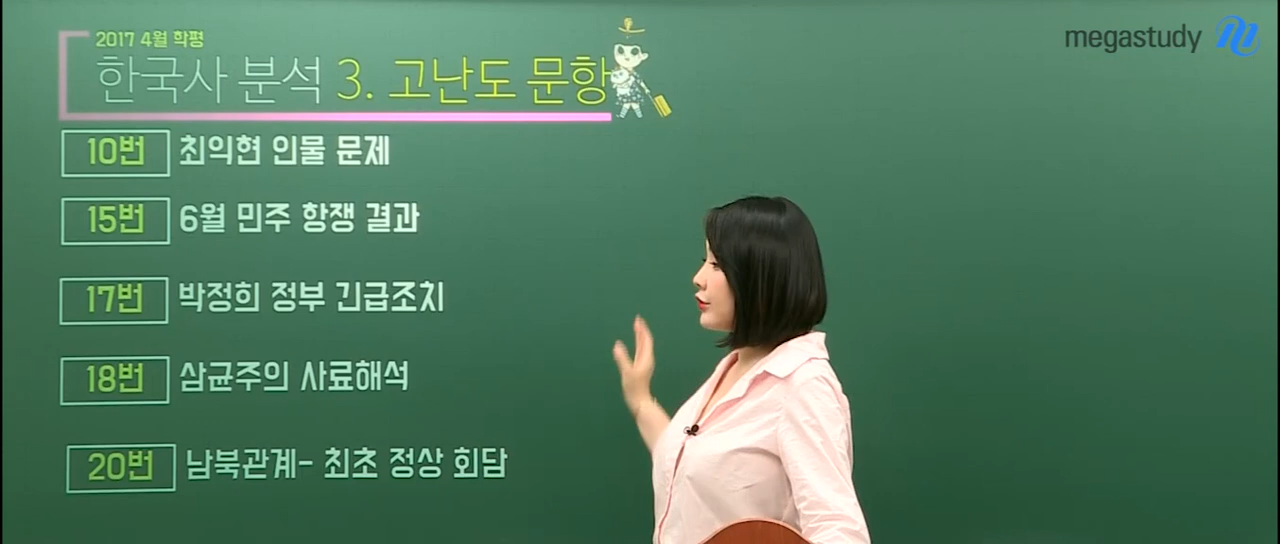 2017 4월 학평
한국사 분석 3. 고난도 문항
megastudy
10번 최익현 인물 문제
15번 6월 민주 항쟁 결과
17번 박정희 정부 긴급조치
18번 삼균주의 사료해석
20번 남북관계- 최초 정상 회담